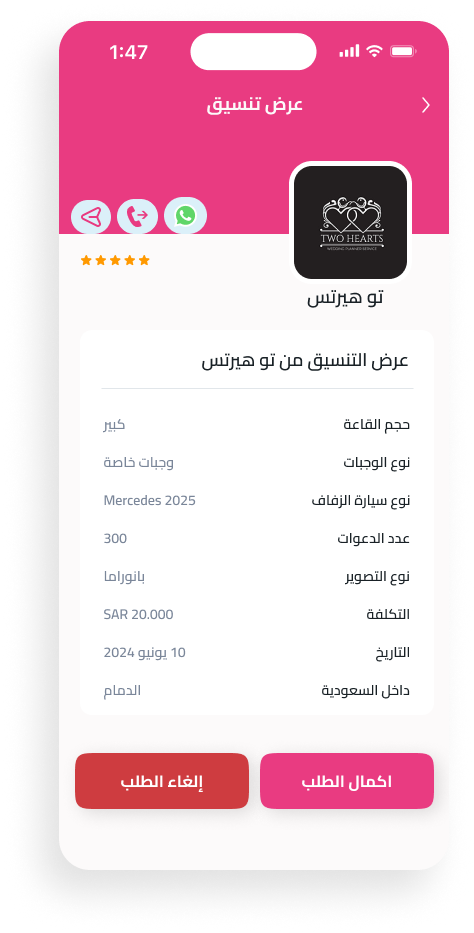 1:47
عرض تنسيق
TWO HEARTS
WEDDING PLANNER SERVICE
تو هيرتس
عرض التنسيق من تو هيرتس
حجم القاعة كبير
نوع الوجبات وجبات خاصة
نوع سيارة الزفاف Mercedes 2025
عدد الدعوات 300
نوع التصوير بانوراما
التكلفة SAR 20.000
التاريخ 10 يونيو 2024
داخل السعودية الدمام
اكمال الطلب إلغاء الطلب